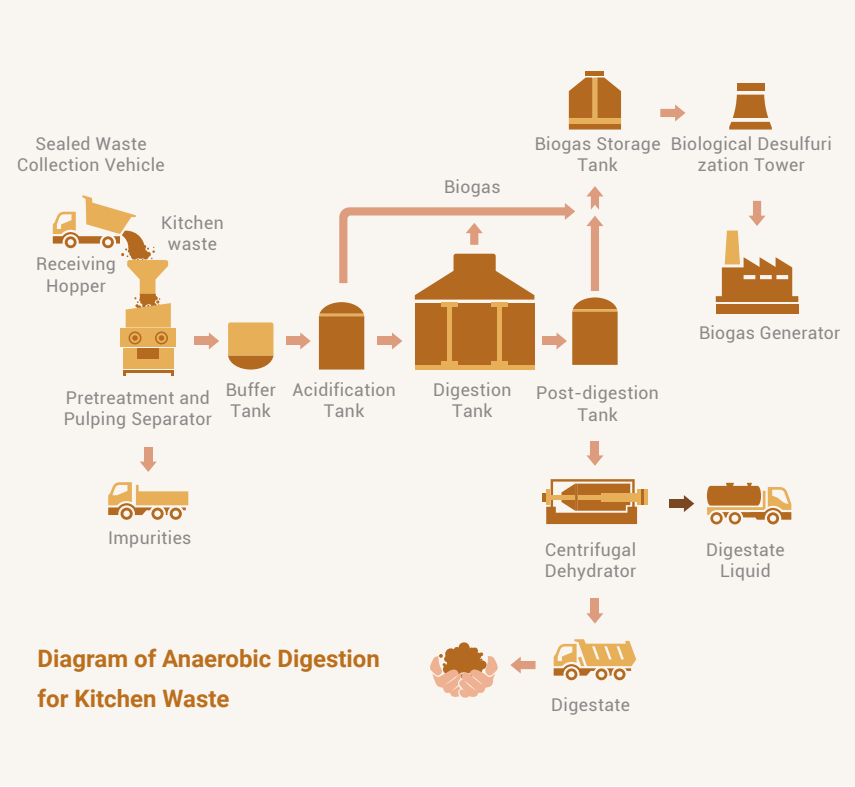 Sealed Waste
Collection Vehicle
Kitchen
waste
Receiving
Hopper
Pretreatment and
Pulping Separator
Impurities
Buffer
Tank
Acidification
Tank
Biogas
Digestion
Tank
Post-digestion
Tank
Biogas Storage
Tank
Biological Desulfuri
zation Tower
Biogas Generator
Centrifugal
Dehydrator
Digestate
Liquid
Digestate
Diagram of Anaerobic Digestion
for Kitchen Waste